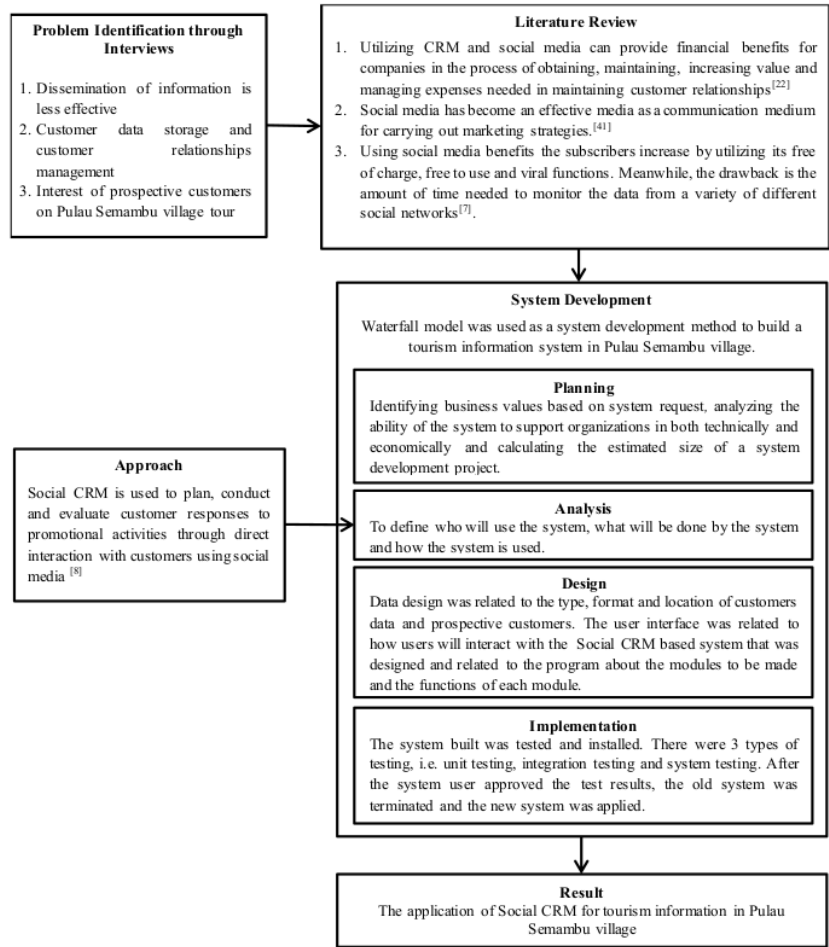 Problem Identification through
Interviews
1. Dissemination of information is
less effective
2. Customer data storage and
customer relationships
management
3. Interest of prospective customers
on Pulau Semambu village tour
Literature Review
1. Utilizing CRM and social media can provide financial benefits for
companies in the process of obtaining, maintaining, increasing value and
managing expenses needed in maintaining customer relationships[22]
2. Social media has become an effective media as a communication medium
for carrying out marketing strategies.[41]
3. Using social media benefits the subscribers increase by utilizing its free
of charge, free to use and viral functions. Meanwhile, the drawback is the
amount of time needed to monitor the data from a variety of different
social networks[7].
System Development
Waterfall model was used as a system development method to build a
tourism information system in Pulau Semambu village.
Planning
Identifying business values based on system request, analyzing the
ability of the system to support organizations in both technically and
economically and calculating the estimated size of a system
development project.
Approach
Social CRM is used to plan, conduct
and evaluate customer responses to
promotional activities through direct
interaction with customers using social
media [8]
Analysis
To define who will use the system, what will be done by the system
and how the system is used.
Design
Data design was related to the type, format and location of customers
data and prospective customers. The user interface was related to
how users will interact with the Social CRM based system that was
designed and related to the program about the modules to be made
and the functions of each module.
Implementation
The system built was tested and installed. There were 3 types of
testing, i.e. unit testing, integration testing and system testing. After
the system user approved the test results, the old system was
terminated and the new system was applied.
Result
The application of Social CRM for tourism information in Pulau
Semambu village